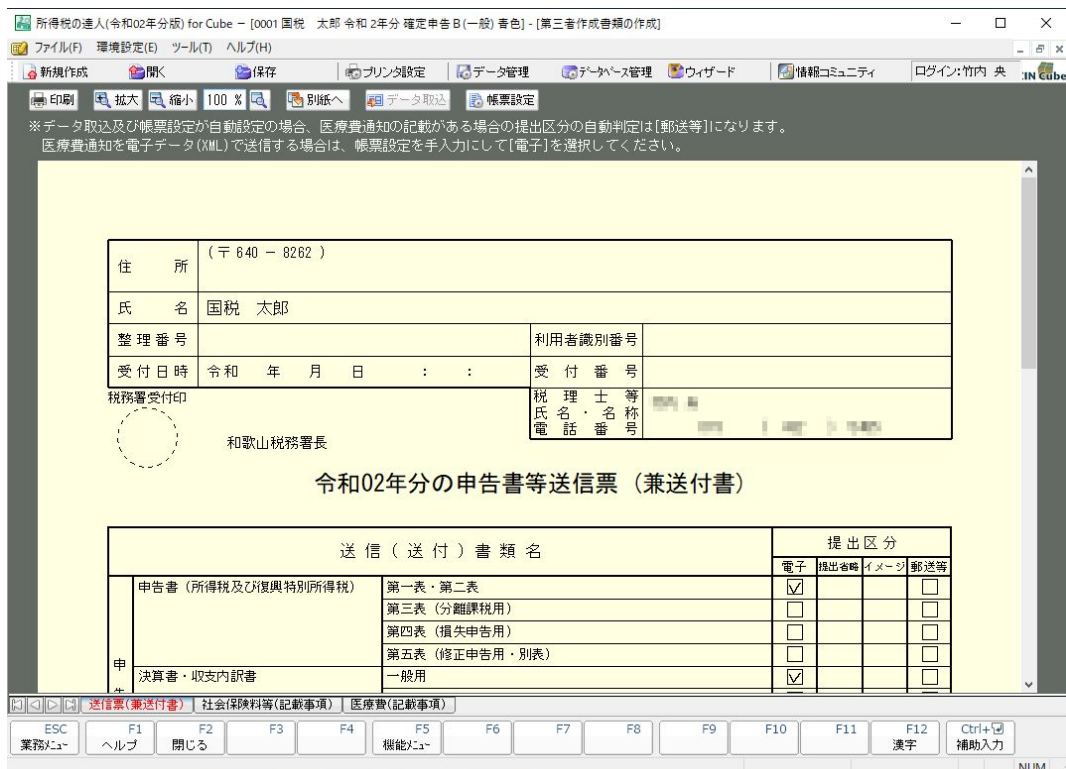 所得税の達人(令和02年分版) for Cube － [0001 国税　太郎 令和 2年分 確定申告Ｂ(一般) 青色] - [第三者作成書類の作成]
ファイル(F) 環境設定(E) ツール(T) ヘルプ(H)
新規作成 開く 保存 プリンタ設定 データ管理 データベース管理 ウィザード 情報コミュニティ ログイン:竹内 央 :IN Cube
印刷 拡大 縮小 100 % 別紙へ データ取込 帳票設定
※データ取込及び帳票設定が自動設定の場合、医療費通知の記載がある場合の提出区分の自動判定は[郵送等]になります。
医療費通知を電子データ(XML)で送信する場合は、帳票設定を手入力にして[電子]を選択してください。
住 所 (〒 640 － 8262 )
氏 名 国税 太郎
整理番号 利用者識別番号
受付日時 令和 年 月 日 : : 受付番号
税務署受付印 税理士等
氏名・名称
電話番号
和歌山税務署長
令和02年分の申告書等送信票（兼送付書）
送信(送付)書類名 提出区分
電子 提出省略 イメージ 郵送等
申告書（所得税及び復興特別所得税） 第一表・第二表
第三表（分離課税用）
第四表（損失申告用）
第五表（修正申告用・別表）
申
決算書・収支内訳書 一般用
送信票(兼送付書) 社会保険料等(記載事項) 医療費(記載事項)
ESC F1 F2 F3 F4 F5 F6 F7 F8 F9 F10 F11 F12 Ctrl+
業務ﾒﾆｭｰ ヘルプ 閉じる 機能ﾒﾆｭｰ 漢字 補助入力
NUM